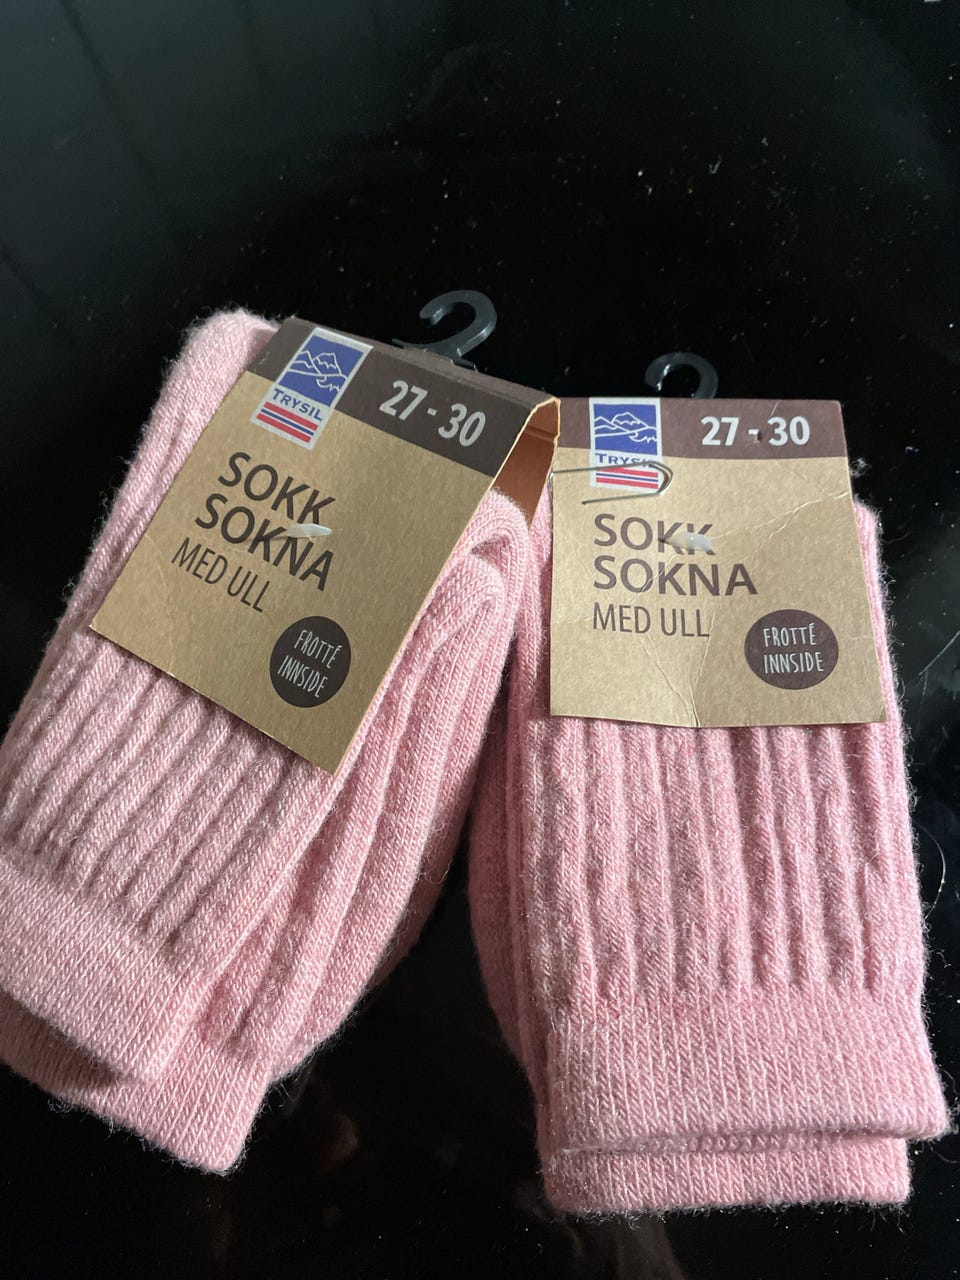 TRYSIL
27 - 30
SOKK
SOKNA
MED ULL
FROTTÉ
INNSIDE
TRYSIL
27 - 30
SOKK
SOKNA
MED ULL
FROTTÉ
INNSIDE